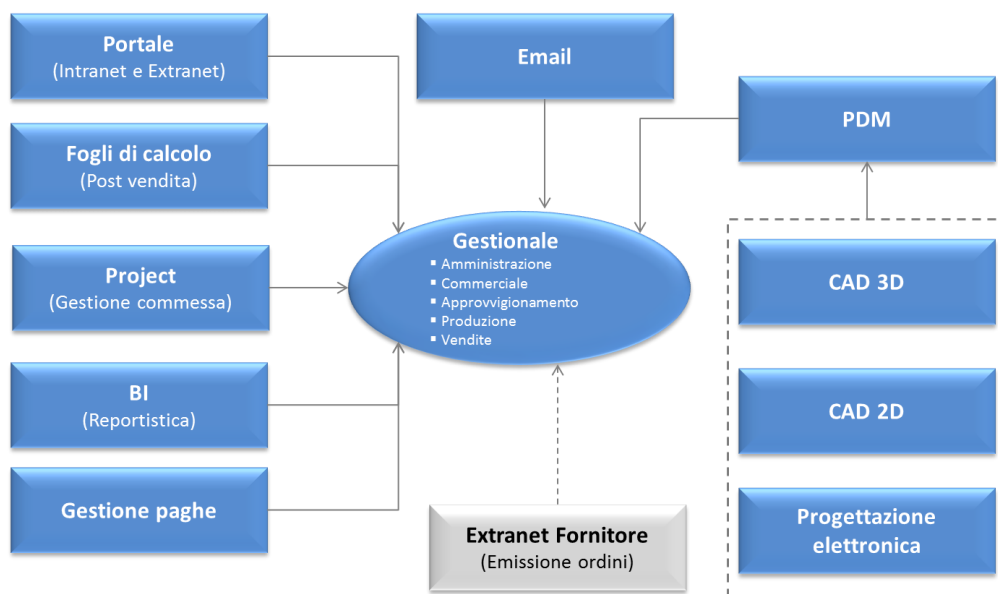 Portale
(Intranet e Extranet)
Email
PDM
Fogli di calcolo
(Post vendita)
Gestionale
▪ Amministrazione
▪ Commerciale
▪ Approvvigionamento
▪ Produzione
▪ Vendite
Project
(Gestione commessa)
CAD 3D
BI
(Reportistica)
CAD 2D
Gestione paghe
Extranet Fornitore
(Emissione ordini)
Progettazione
elettronica